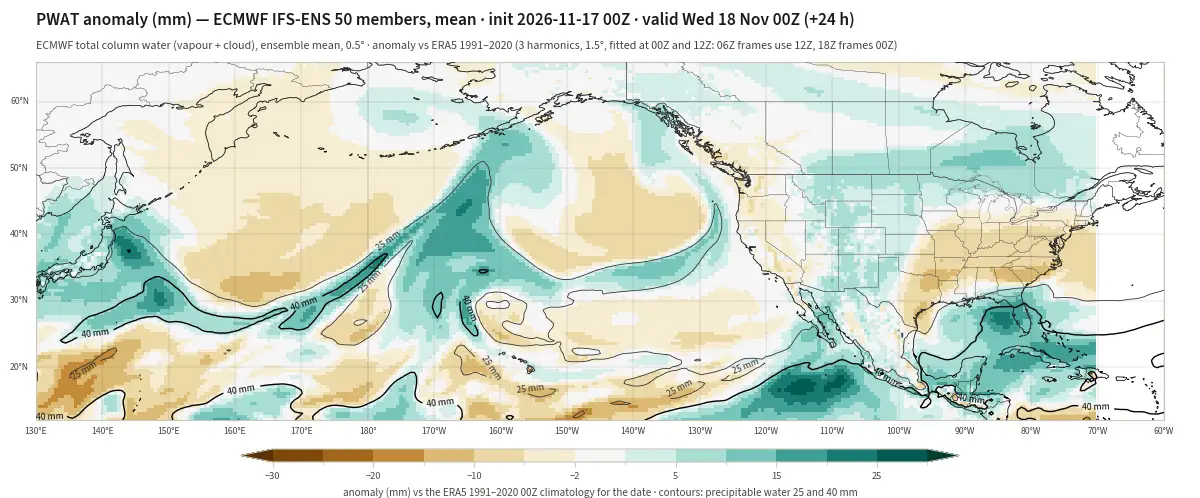 PWAT anomaly (mm) — ECMWF IFS-ENS 50 members, mean · init 2026-11-17 00Z · valid Wed 18 Nov 00Z (+24 h)
ECMWF total column water (vapour + cloud), ensemble mean, 0.5° · anomaly vs ERA5 1991–2020 (3 harmonics, 1.5°, fitted at 00Z and 12Z: 06Z frames use 12Z, 18Z frames 00Z)
60°N
50°N
40°N
25 mm
25 mm
30°N
40 mm
40 mm
40 mm
20°N
25 mm
25 mm
25 mm
25 mm
25 mm
40 mm
40 mm
40 mm
40 mm
40 mm
40 mm
130°E 140°E 150°E 160°E 170°E 180° 170°W 160°W 150°W 140°W 130°W 120°W 110°W 100°W 90°W 80°W 70°W 60°W
−30 −20 −10 −2 5 15 25
anomaly (mm) vs the ERA5 1991–2020 00Z climatology for the date · contours: precipitable water 25 and 40 mm